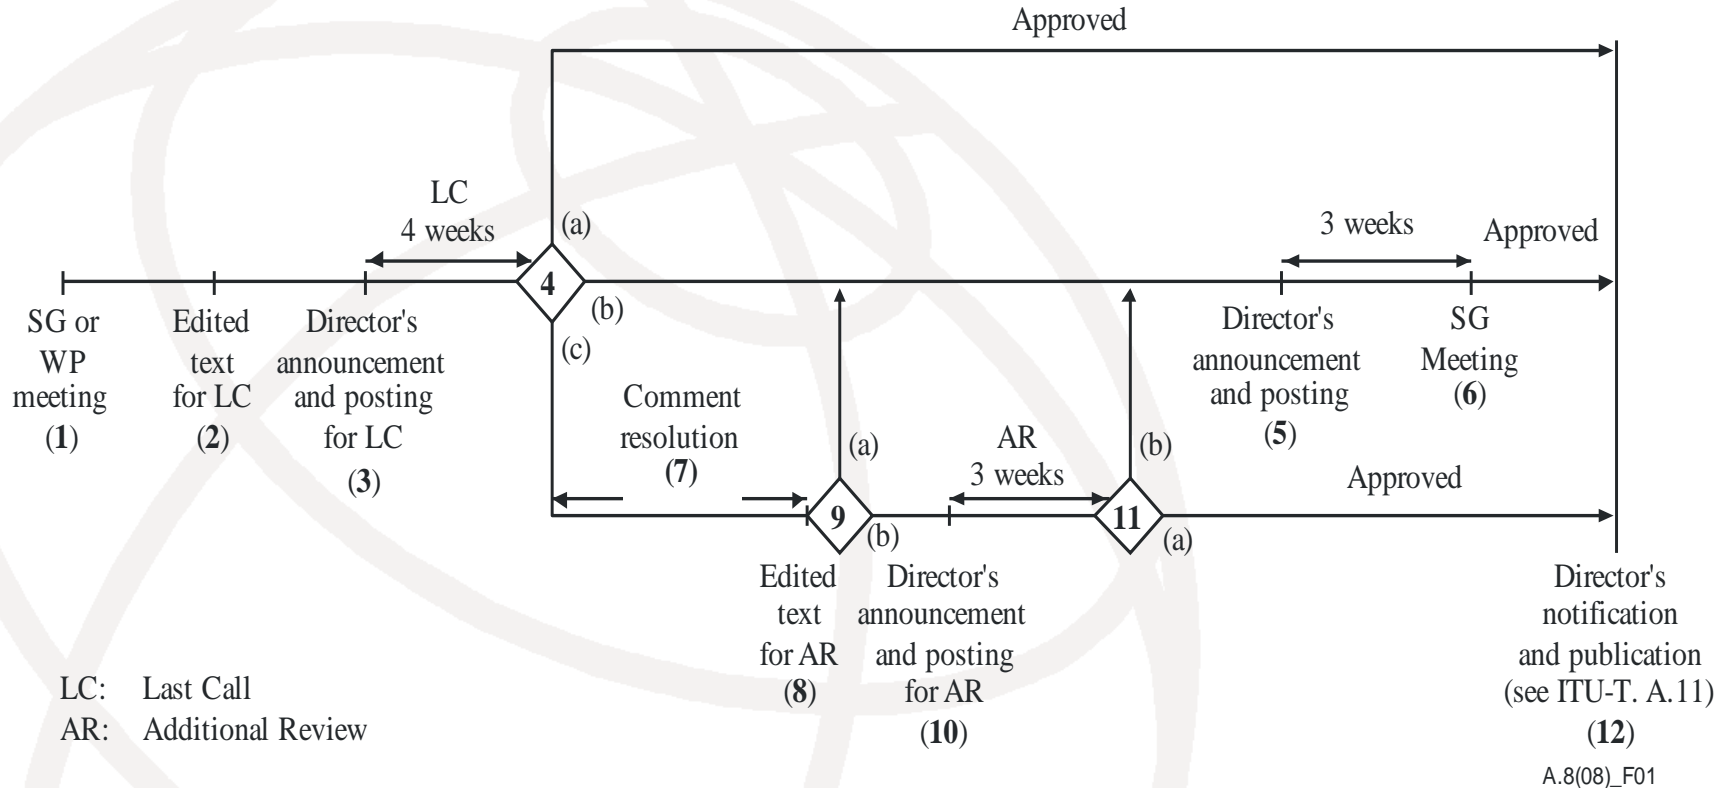 Approved
LC
4 weeks
(a)
4
(b)
(c)
3 weeks
Approved
SG or
WP
meeting
(1)
Edited
text
for LC
(2)
Director's
announcement
and posting
for LC
(3)
Director's
announcement
and posting
(5)
SG
Meeting
(6)
Comment
resolution
(7)
(a)
9
(b)
AR
3 weeks
(b)
11
(a)
Approved
Edited
text
for AR
(8)
Director's
announcement
and posting
for AR
(10)
Director's
notification
and publication
(see ITU-T. A.11)
(12)
LC: Last Call
AR: Additional Review
A.8(08)_F01